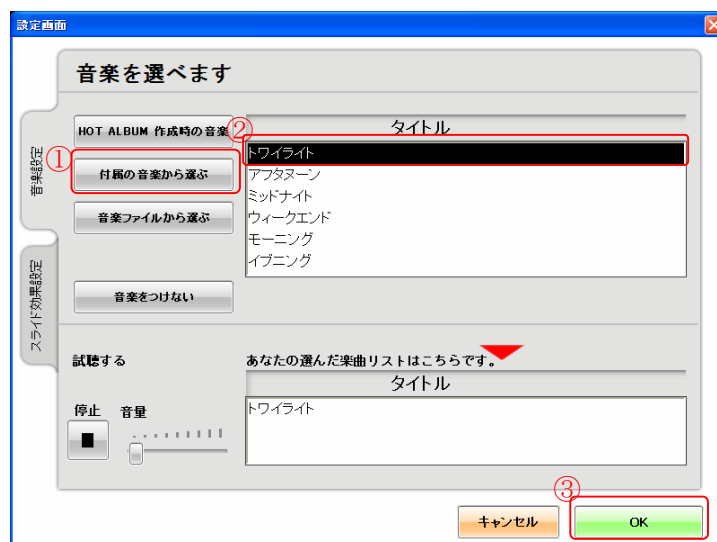 設定画面
音楽を選べます
音楽設定
スライド効果設定
HOT ALBUM 作成時の音楽
①
付属の音楽から選ぶ
音楽ファイルから選ぶ
音楽をつけない
②
タイトル
トワイライト
アフタヌーン
ミッドナイト
ウィークエンド
モーニング
イブニング
試聴する
停止 音量
あなたの選んだ楽曲リストはこちらです。
タイトル
トワイライト
③
キャンセル
OK